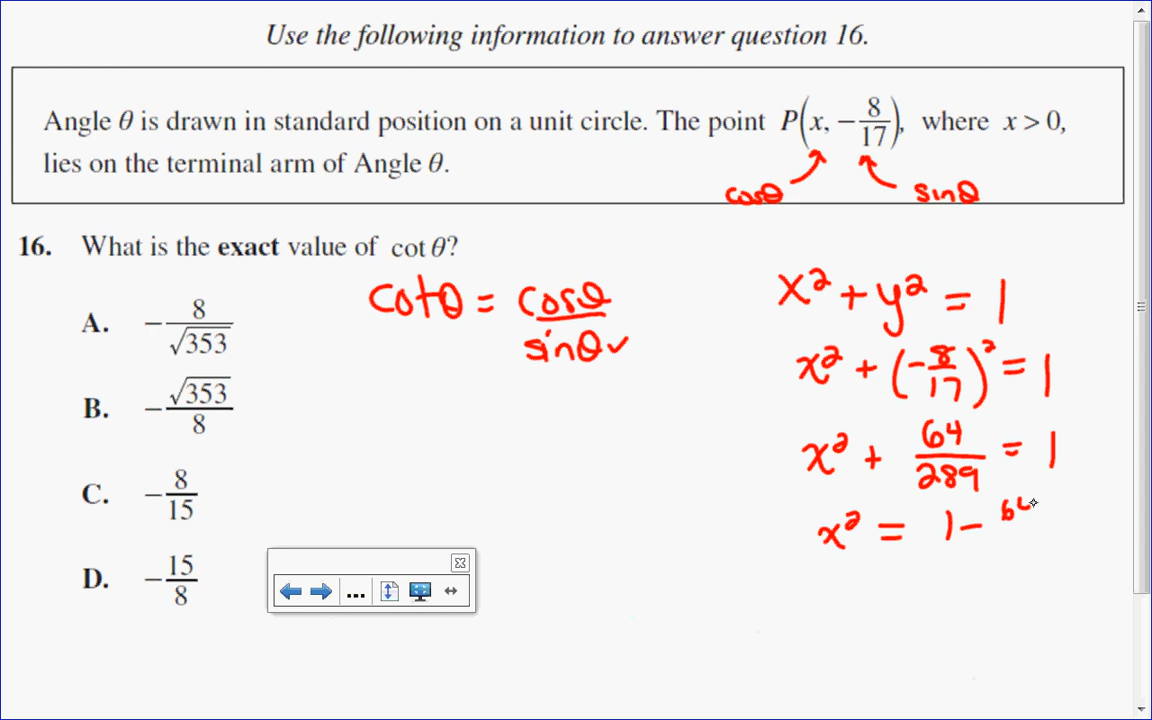 Use the following information to answer question 16.
Angle θ is drawn in standard position on a unit circle. The point P(x, −8/17), where x > 0,
lies on the terminal arm of Angle θ.
cosθ
sinθ
16. What is the exact value of cot θ?
A. −8/√353
B. −√353/8
C. −8/15
D. −15/8
cotθ = cosθ/sinθ ✓
x² + y² = 1
x² + (−8/17)² = 1
x² + 64/289 = 1
x² = 1 − 64
...